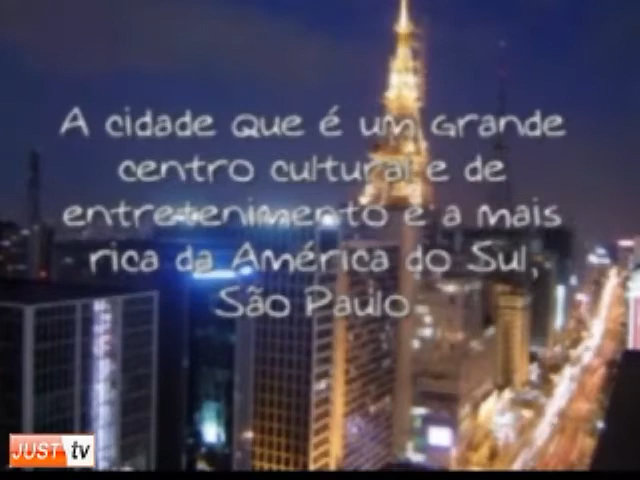 A cidade que é um grande
centro cultural e de
entretenimento e a mais
rica da América do Sul,
São Paulo
JUST tv